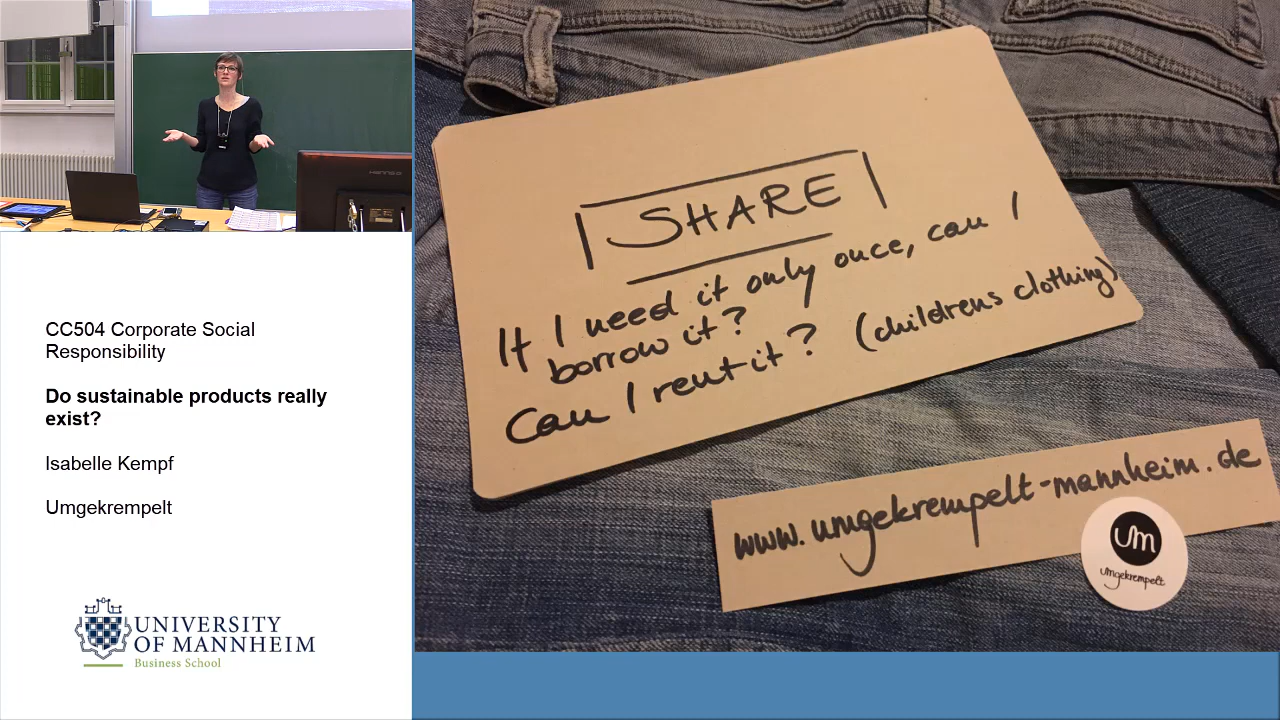 CC504 Corporate Social
Responsibility
Do sustainable products really
exist?
Isabelle Kempf
Umgekrempelt
UNIVERSITY
OF MANNHEIM
Business School
SHARE
If I need it only once, can I
borrow it?
Can I rent it? (childrens clothing)
www.umgekrempelt-mannheim.de
um
umgekrempelt